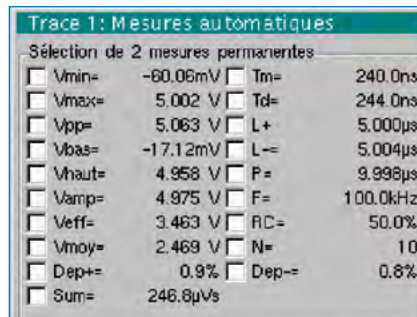 Trace 1: Mesures automatiques
Sélection de 2 mesures permanentes
Vmin= -60.06mV Tm= 240.0ns
Vmax= 5.002 V Td= 244.0ns
Vpp= 5.063 V L+ 5.000µs
Vbas= -17.12mV L-= 5.004µs
Vhaut= 4.958 V P= 9.998µs
Vamp= 4.975 V F= 100.0kHz
Veff= 3.463 V RC= 50.0%
Vmoy= 2.469 V N= 10
Dep+= 0.9% Dep-= 0.8%
Sum= 246.8µVs